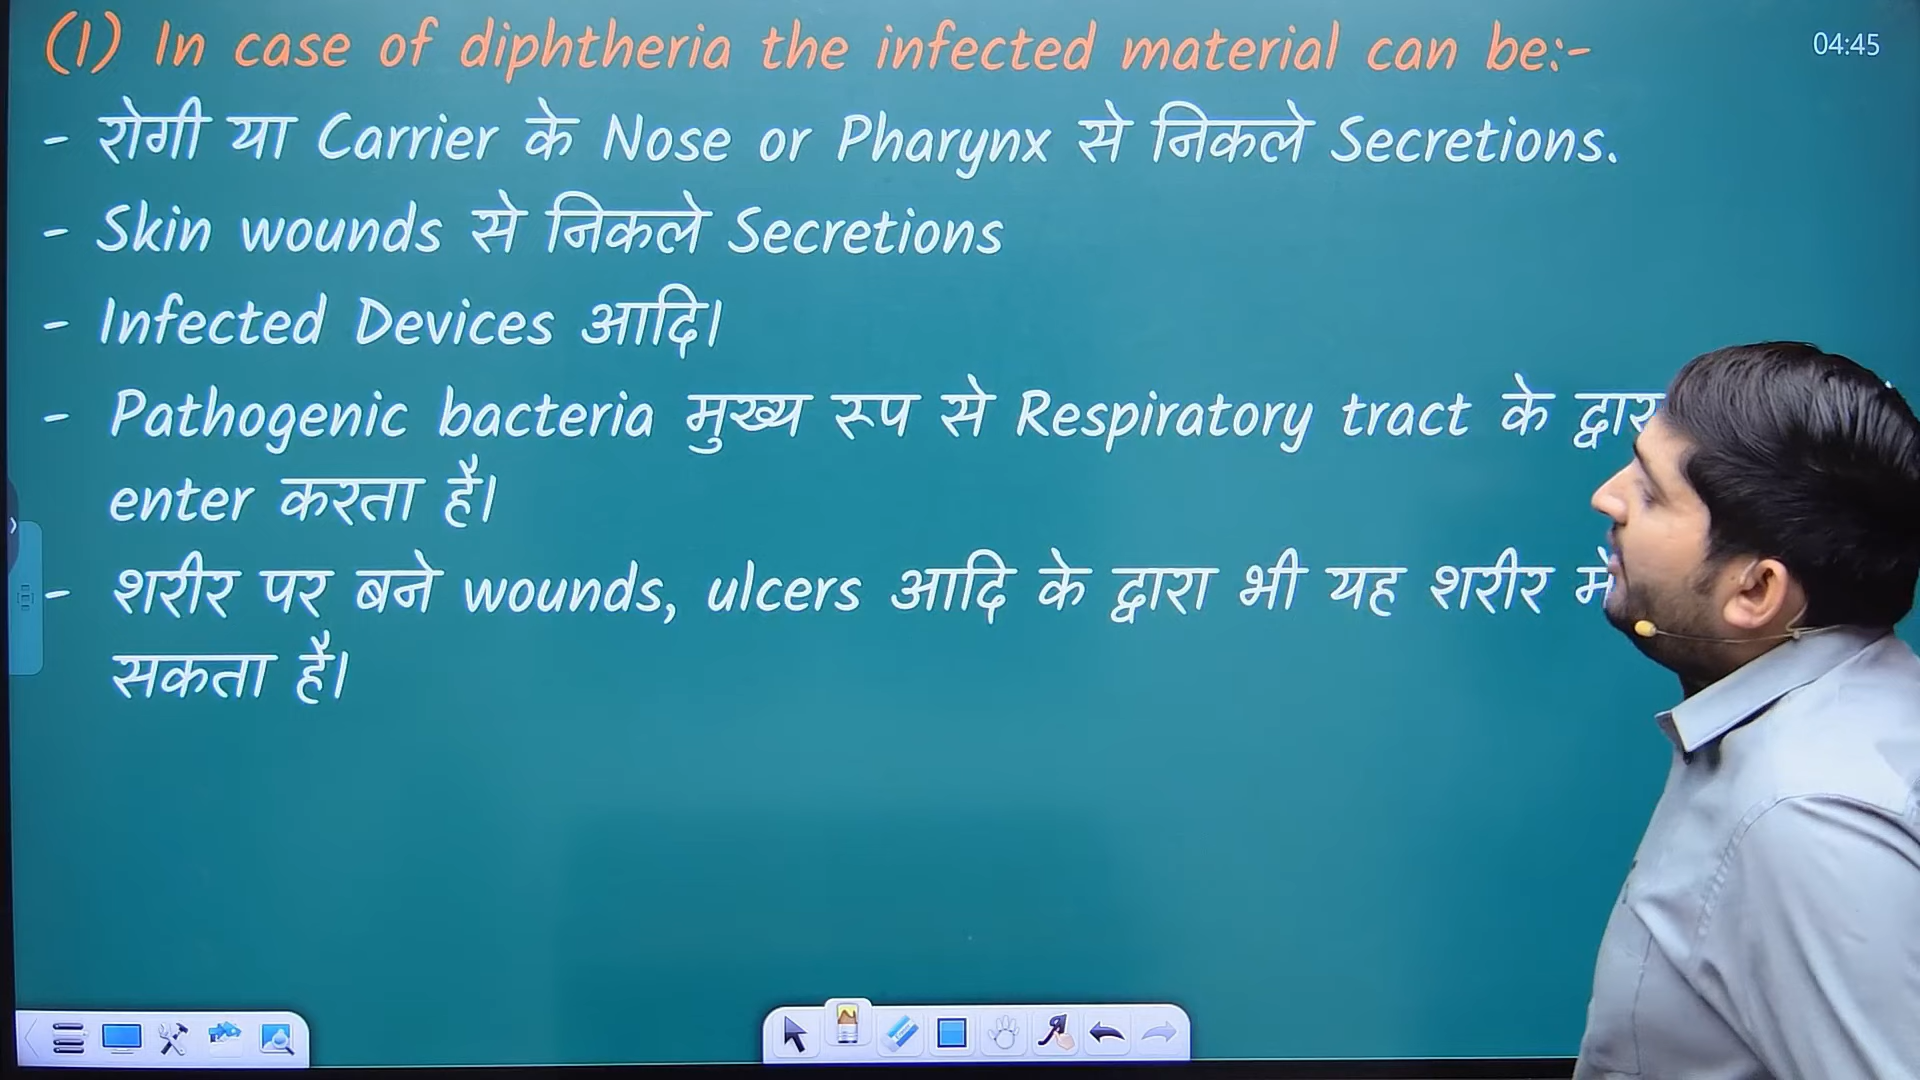 (1) In case of diphtheria the infected material can be:-
04:45
- रोगी या Carrier के Nose or Pharynx से निकले Secretions.
- Skin wounds से निकले Secretions
- Infected Devices आदि।
- Pathogenic bacteria मुख्य रूप से Respiratory tract के
enter करता है।
- शरीर पर बने wounds, ulcers आदि के द्वारा भी यह शरीर में
सकता है।